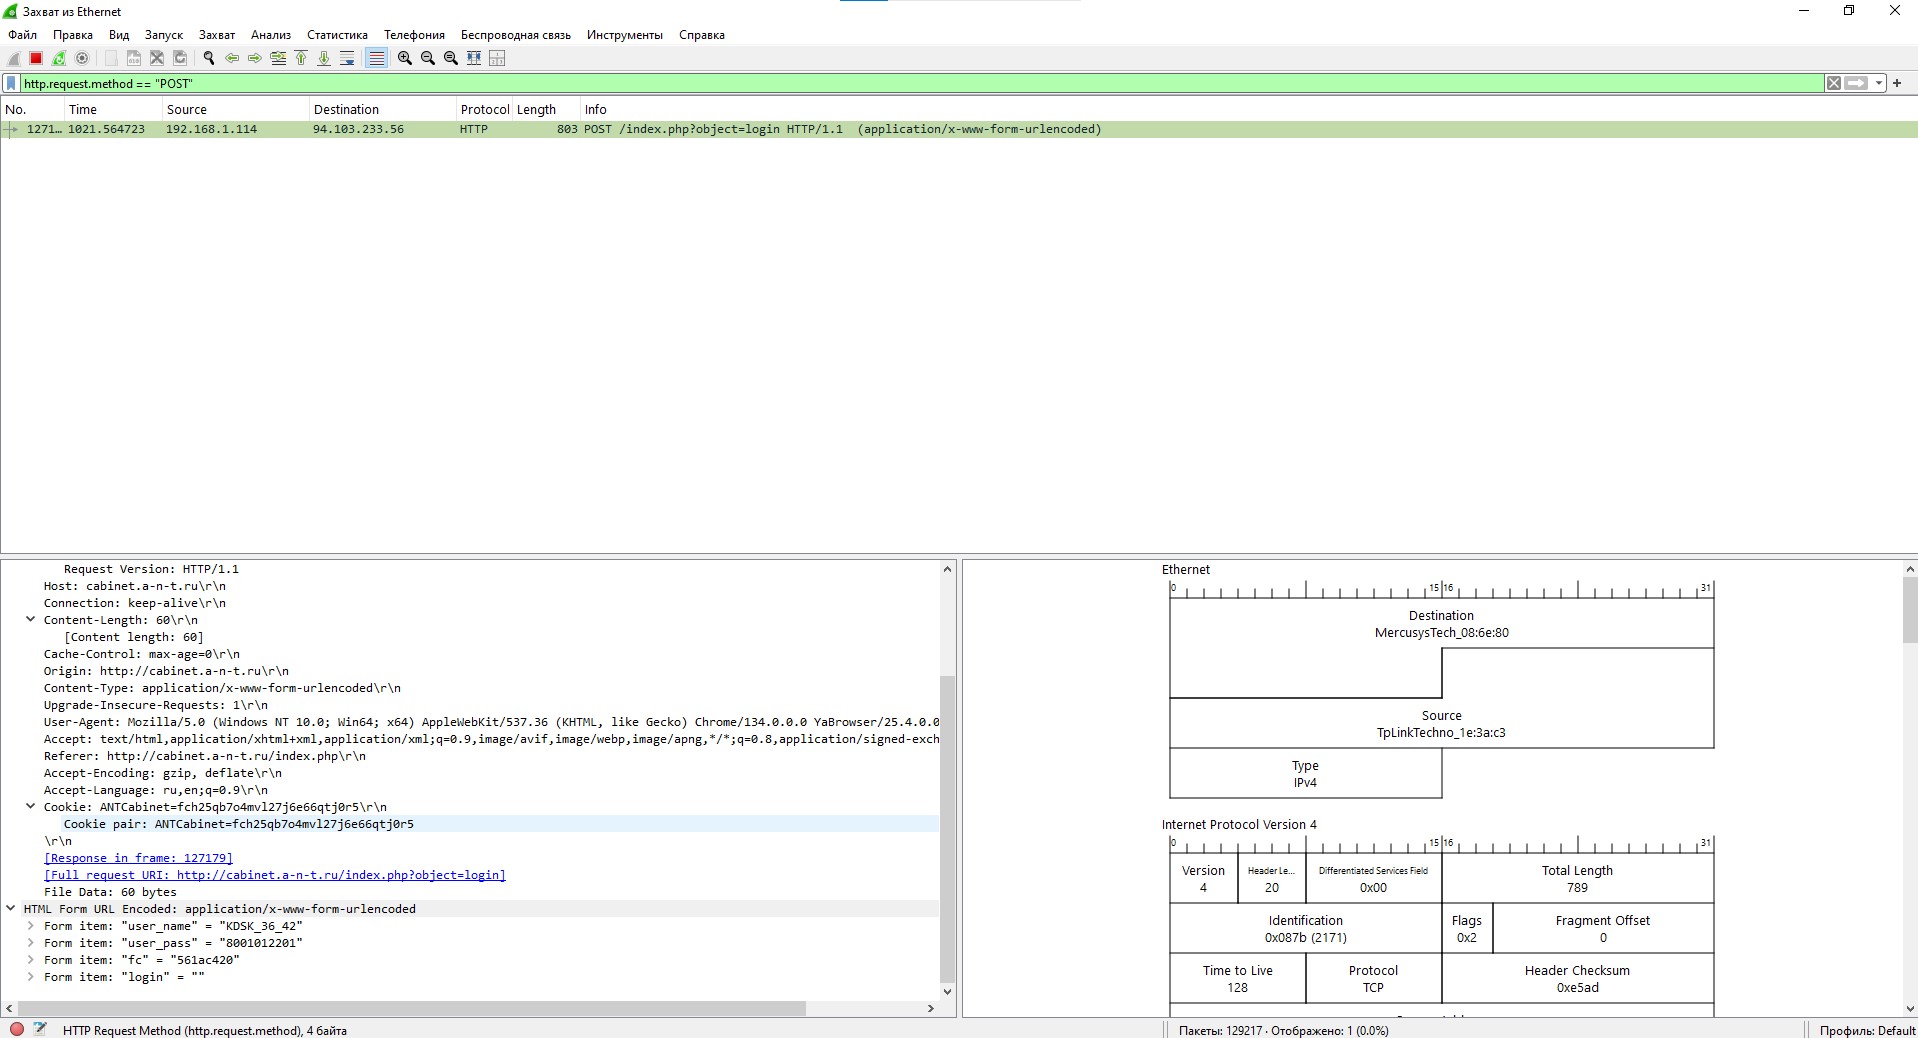 Захват из Ethernet
Файл Правка Вид Запуск Захват Анализ Статистика Телефония Беспроводная связь Инструменты Справка
http.request.method == "POST"
No. Time Source Destination Protocol Length Info
1271… 1021.564723 192.168.1.114 94.103.233.56 HTTP 803 POST /index.php?object=login HTTP/1.1 (application/x-www-form-urlencoded)
Request Version: HTTP/1.1
Host: cabinet.a-n-t.ru\r\n
Connection: keep-alive\r\n
Content-Length: 60\r\n
[Content length: 60]
Cache-Control: max-age=0\r\n
Origin: http://cabinet.a-n-t.ru\r\n
Content-Type: application/x-www-form-urlencoded\r\n
Upgrade-Insecure-Requests: 1\r\n
User-Agent: Mozilla/5.0 (Windows NT 10.0; Win64; x64) AppleWebKit/537.36 (KHTML, like Gecko) Chrome/134.0.0.0 YaBrowser/25.4.0.0
Accept: text/html,application/xhtml+xml,application/xml;q=0.9,image/avif,image/webp,image/apng,*/*;q=0.8,application/signed-exch
Referer: http://cabinet.a-n-t.ru/index.php\r\n
Accept-Encoding: gzip, deflate\r\n
Accept-Language: ru,en;q=0.9\r\n
Cookie: ANTCabinet=fch25qb7o4mvl27j6e66qtj0r5\r\n
Cookie pair: ANTCabinet=fch25qb7o4mvl27j6e66qtj0r5
\r\n
[Response in frame: 127179]
[Full request URI: http://cabinet.a-n-t.ru/index.php?object=login]
File Data: 60 bytes
HTML Form URL Encoded: application/x-www-form-urlencoded
Form item: "user_name" = "KDSK_36_42"
Form item: "user_pass" = "8001012201"
Form item: "fc" = "561ac420"
Form item: "login" = ""
Ethernet
0 15 16 31
Destination
MercusysTech_08:6e:80
Source
TpLinkTechno_1e:3a:c3
Type
IPv4
Internet Protocol Version 4
0 15 16 31
Version Header Le... Differentiated Services Field Total Length
4 20 0x00 789
Identification Flags Fragment Offset
0x087b (2171) 0x2 0
Time to Live Protocol Header Checksum
128 TCP 0xe5ad
HTTP Request Method (http.request.method), 4 байта
Пакеты: 129217 · Отображено: 1 (0.0%)
Профиль: Default